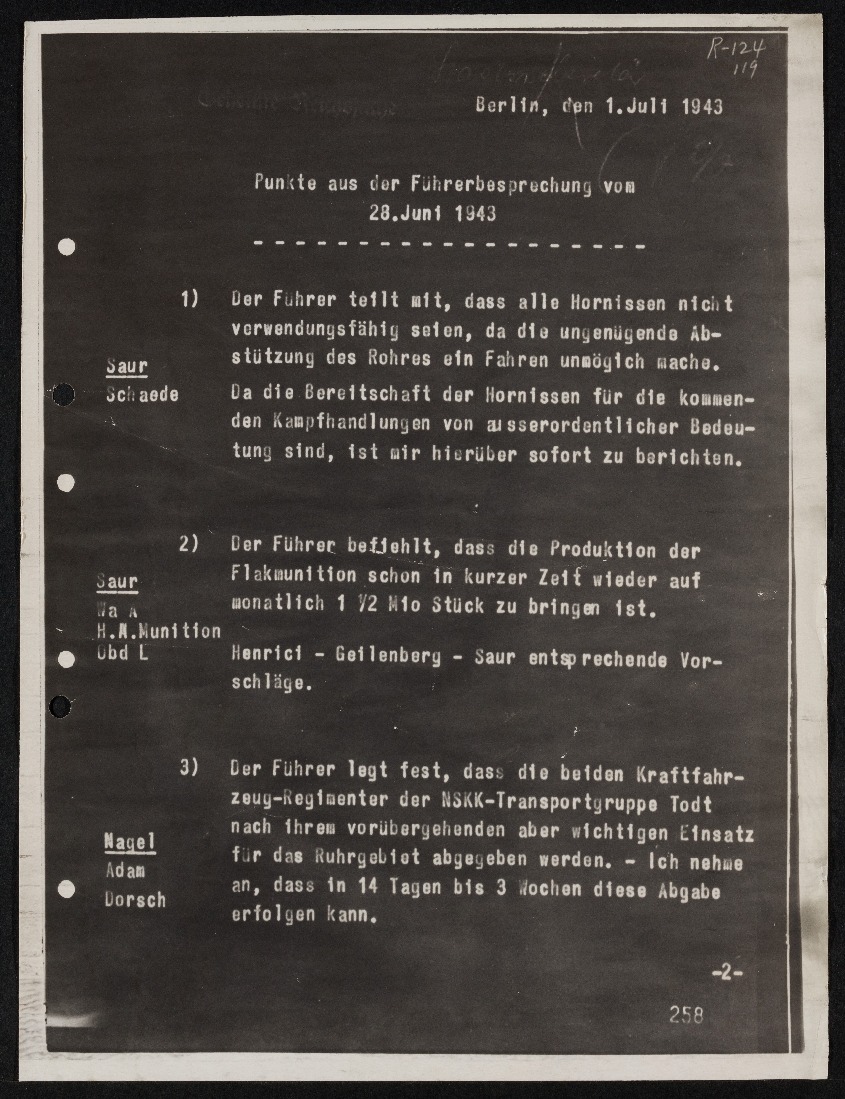 R-124
119
Berlin, den 1.Juli 1943
Punkte aus der Führerbesprechung vom
28.Juni 1943
- - - - - - - - - - - - - - - - - - -
1) Der Führer teilt mit, dass alle Hornissen nicht
verwendungsfähig seien, da die ungenügende Ab-
stützung des Rohres ein Fahren unmögich mache.
Saur
Schaede
Da die Bereitschaft der Hornissen für die kommen-
den Kampfhandlungen von ausserordentlicher Bedeu-
tung sind, ist mir hierüber sofort zu berichten.
2) Der Führer befiehlt, dass die Produktion der
Flakmunition schon in kurzer Zeit wieder auf
monatlich 1 1/2 Mio Stück zu bringen ist.
Saur
Wa A
H.A.Munition
Obd L
Henrici - Geilenberg - Saur entsprechende Vor-
schläge.
3) Der Führer legt fest, dass die beiden Kraftfahr-
zeug-Regimenter der NSKK-Transportgruppe Todt
nach ihrem vorübergehenden aber wichtigen Einsatz
für das Ruhrgebiet abgegeben werden. - Ich nehme
an, dass in 14 Tagen bis 3 Wochen diese Abgabe
erfolgen kann.
Nagel
Adam
Dorsch
-2-
258